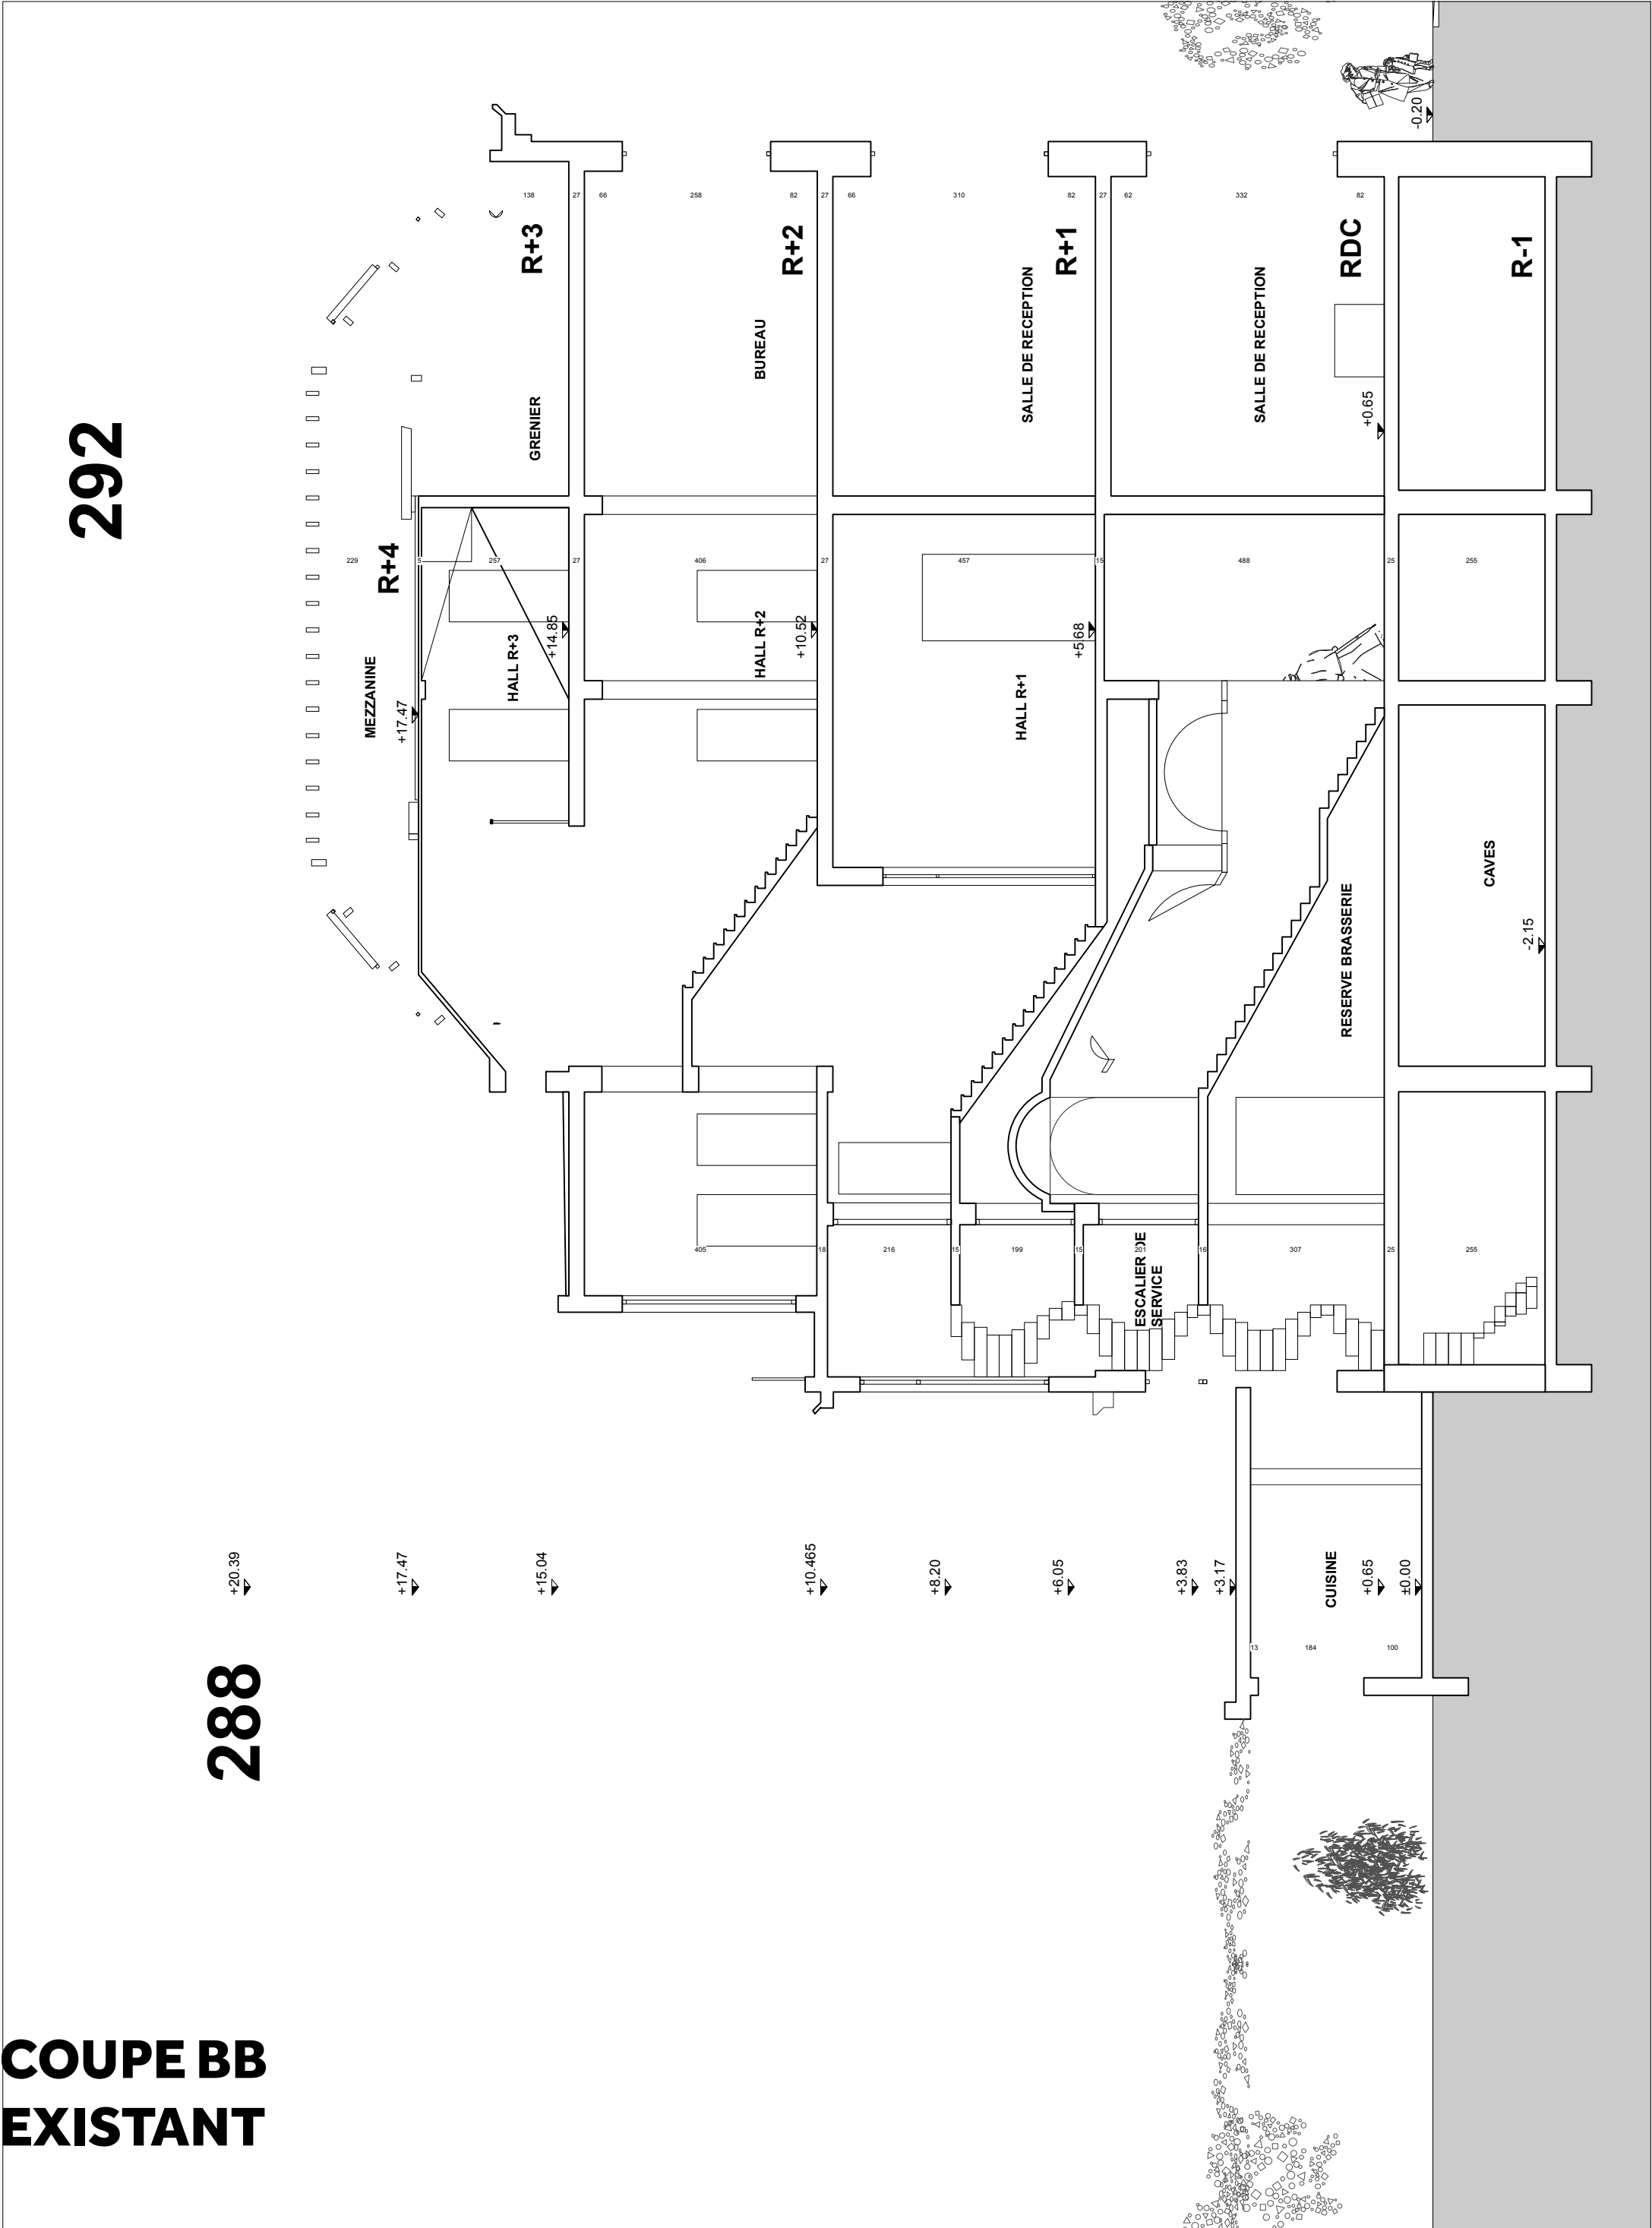 292
288
COUPE BB
EXISTANT
138
27
66
258
82
27
66
310
82
27
62
332
82
-0.20
R+3
R+2
R+1
RDC
R-1
GRENIER
BUREAU
SALLE DE RECEPTION
SALLE DE RECEPTION
+0.65
229
R+4
5
257
27
406
27
457
15
488
25
255
MEZZANINE
+17.47
HALL R+3
+14.85
HALL R+2
+10.52
HALL R+1
+5.68
RESERVE BRASSERIE
CAVES
-2.15
405
18
216
15
199
15
201
16
307
25
255
ESCALIER DE
SERVICE
+20.39
+17.47
+15.04
+10.465
+8.20
+6.05
+3.83
+3.17
CUISINE
+0.65
±0.00
13
184
100